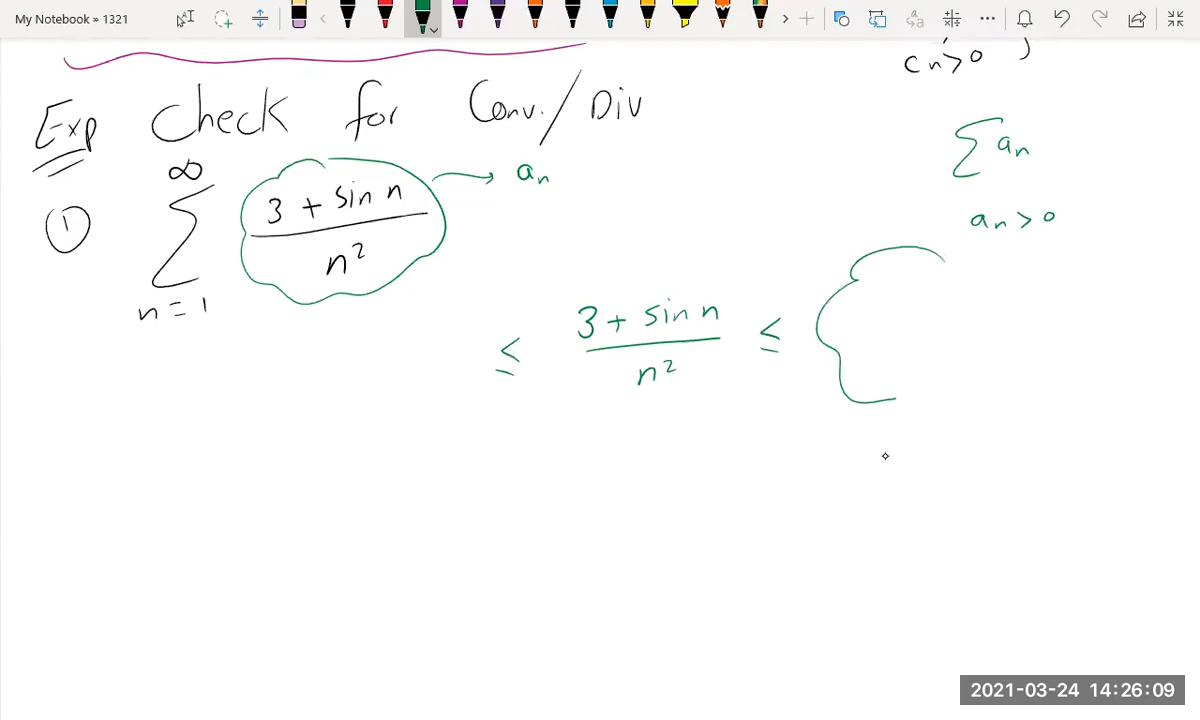 My Notebook » 1321
c n > 0 )
Exp Check for Conv./Div
∑ aₙ
aₙ > 0
① ∞ ∑ n = 1 3 + sin n / n² → aₙ
≤ 3 + sin n / n² ≤
2021-03-24 14:26:09